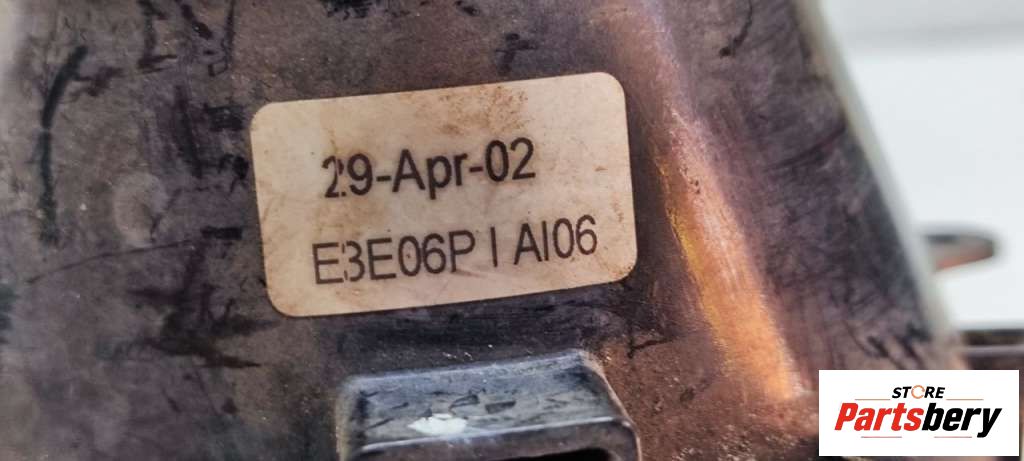 29-Apr-02
E3E06P I AI06
STORE
Partsbery